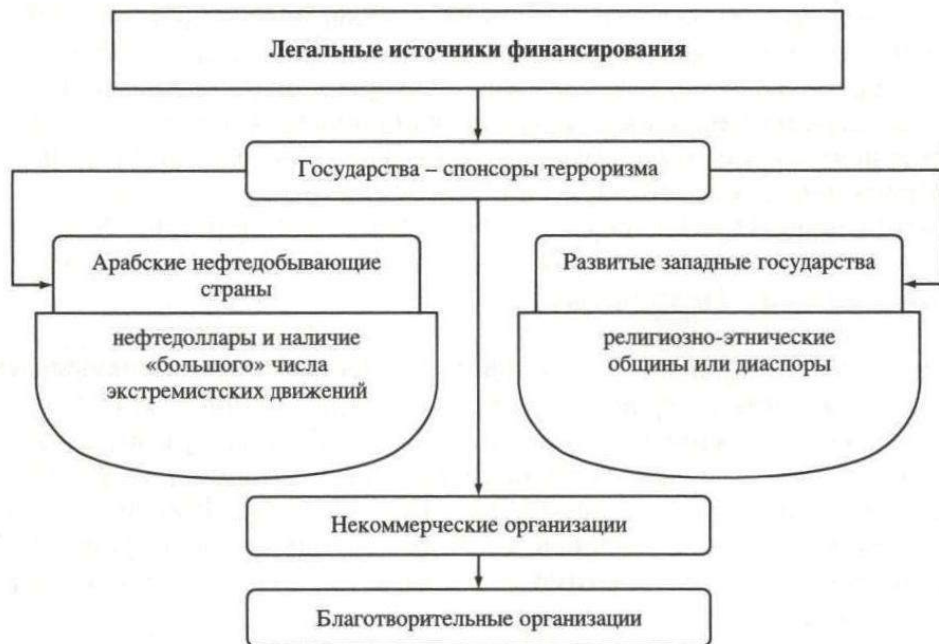 Легальные источники финансирования
Государства – спонсоры терроризма
Арабские нефтедобывающие
страны
нефтедоллары и наличие
«большого» числа
экстремистских движений
Развитые западные государства
религиозно-этнические
общины или диаспоры
Некоммерческие организации
Благотворительные организации